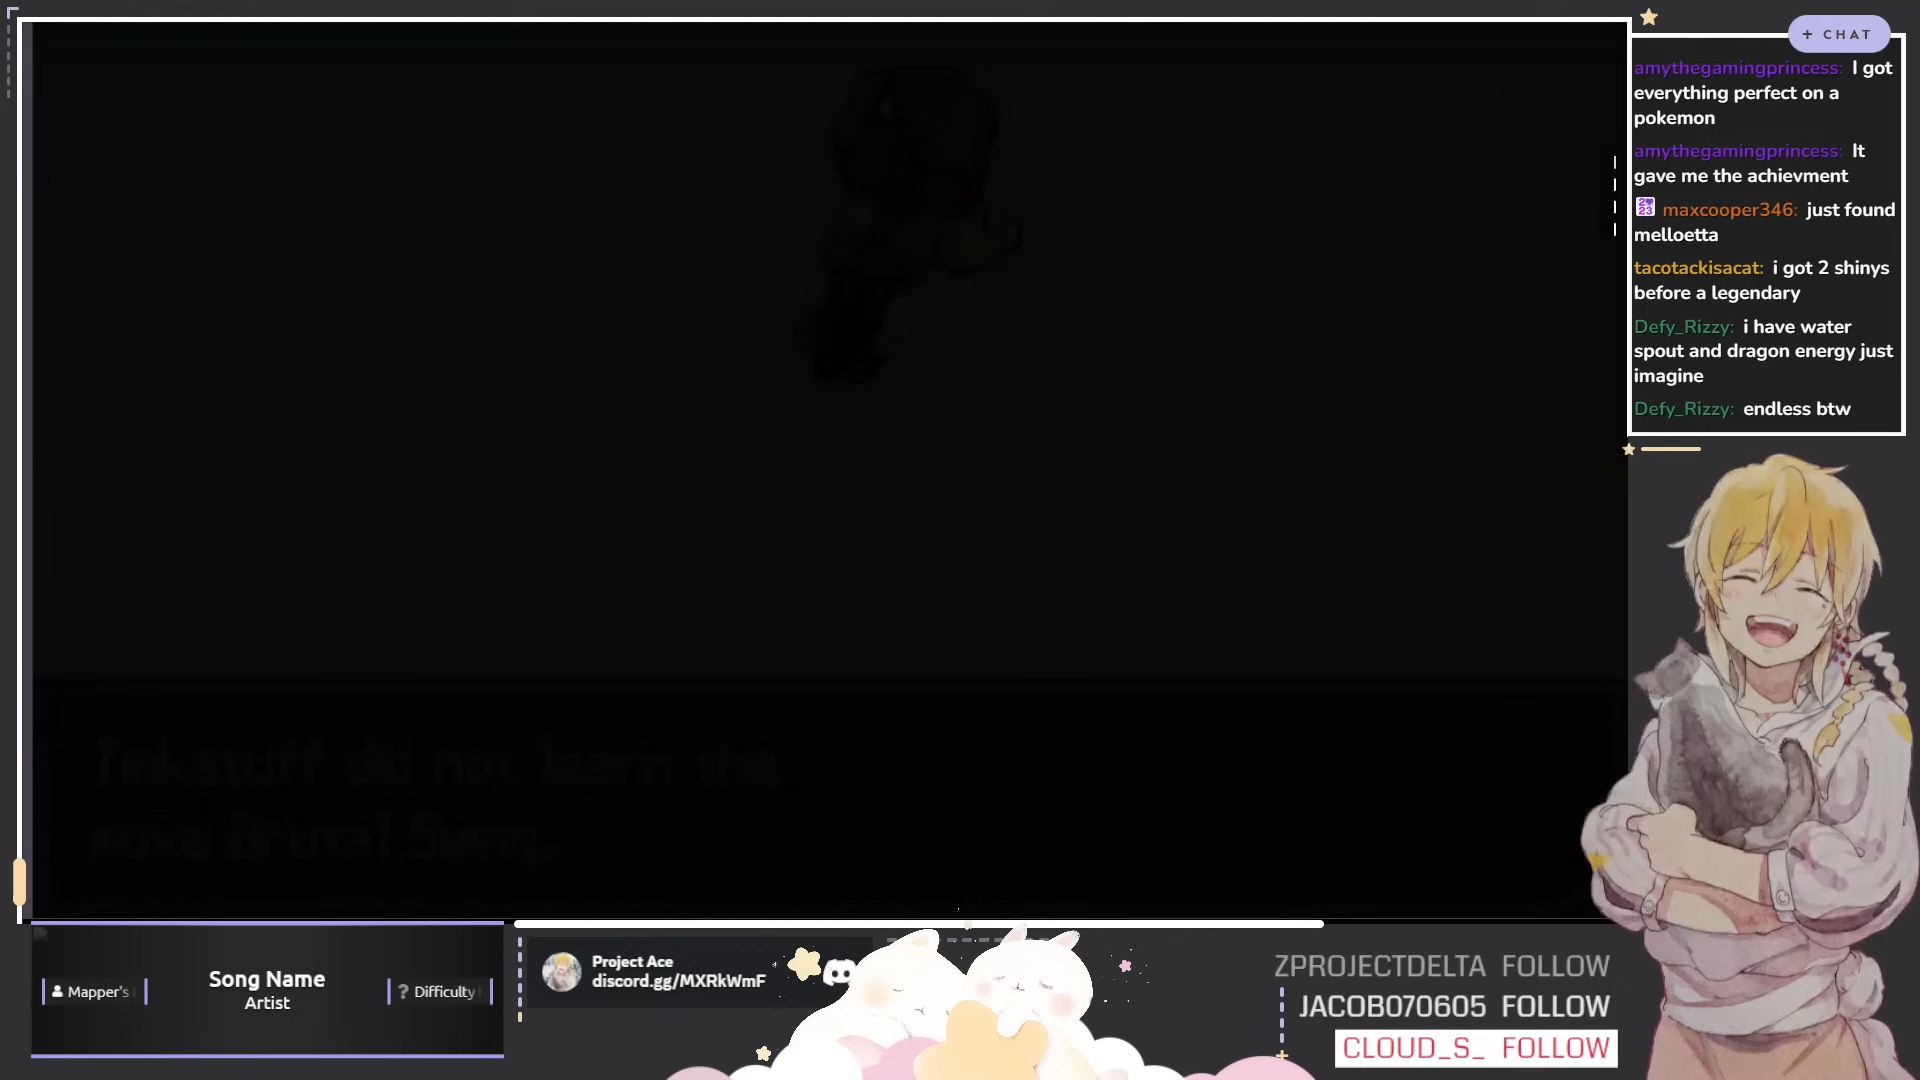 + CHAT
amythegamingprincess: I got
everything perfect on a
pokemon
amythegamingprincess: It
gave me the achievment
maxcooper346: just found
melloetta
tacotackisacat: i got 2 shinys
before a legendary
Defy_Rizzy: i have water
spout and dragon energy just
imagine
Defy_Rizzy: endless btw
Tinkatuff did not learn the
move Brutal Swing.
Mapper's
Song Name
Artist
? Difficulty
Project Ace
discord.gg/MXRkWmF
ZPROJECTDELTA FOLLOW
JACOB070605 FOLLOW
CLOUD_S_ FOLLOW